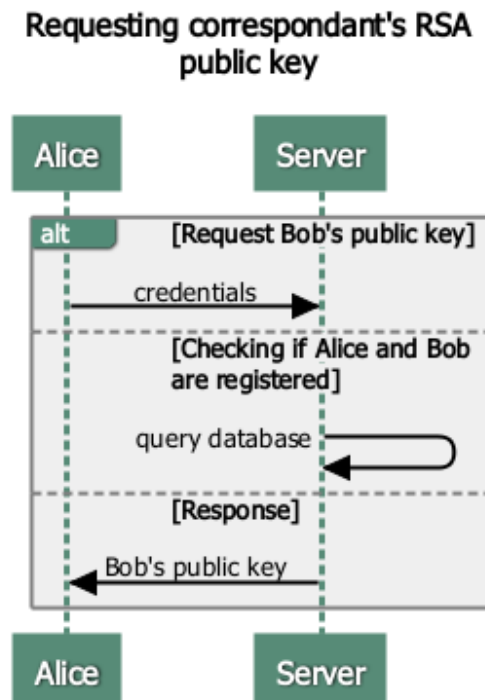 Requesting correspondant's RSA
public key
Alice
Server
alt
[Request Bob's public key]
credentials
[Checking if Alice and Bob
are registered]
query database
[Response]
Bob's public key
Alice
Server